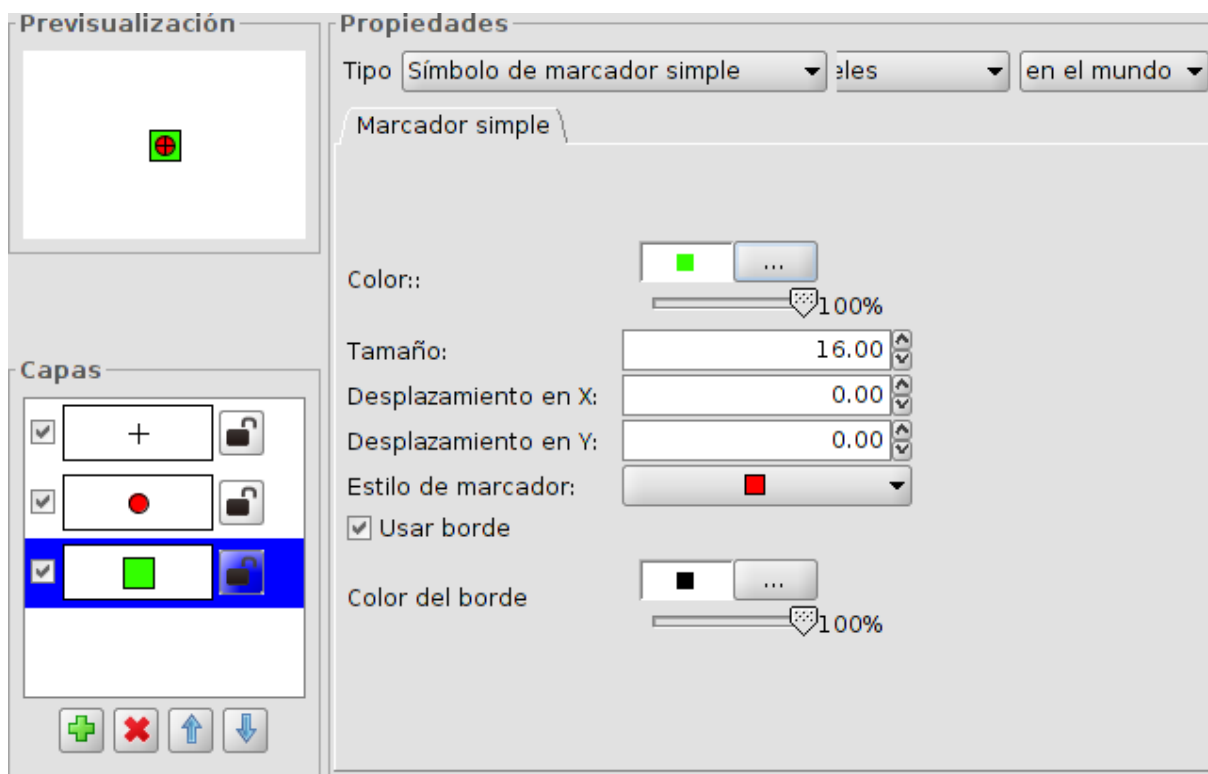 Previsualización
Propiedades
Tipo Símbolo de marcador simple eles en el mundo
Marcador simple
Color:: ...
100%
Tamaño: 16.00
Capas
Desplazamiento en X: 0.00
Desplazamiento en Y: 0.00
Estilo de marcador:
Usar borde
Color del borde ...
100%